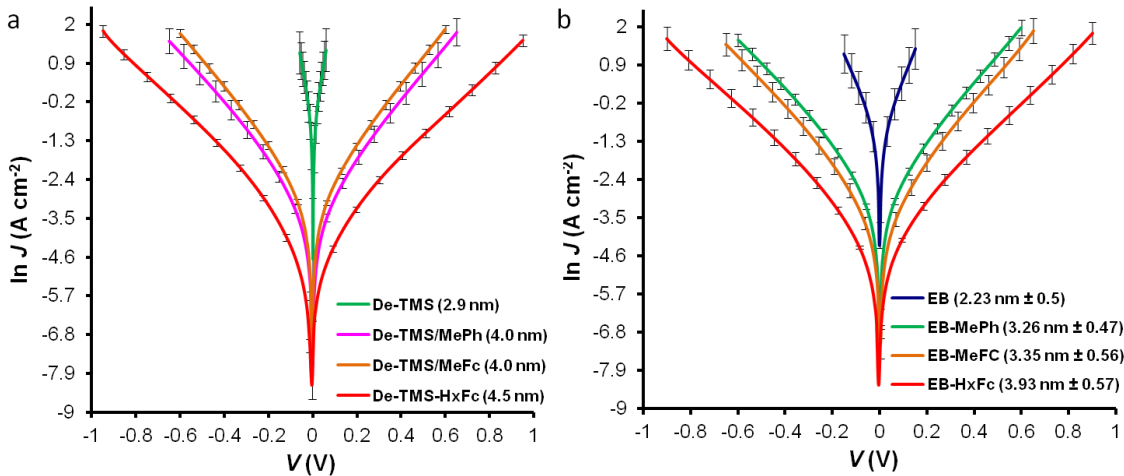 a
2
0.9
-0.2
-1.3
-2.4
-3.5
-4.6
-5.7
-6.8
-7.9
-9
ln J (A cm-2)
-1 -0.8 -0.6 -0.4 -0.2 0 0.2 0.4 0.6 0.8 1
V (V)
De-TMS (2.9 nm)
De-TMS/MePh (4.0 nm)
De-TMS/MeFc (4.0 nm)
De-TMS-HxFc (4.5 nm)
b
2
0.9
-0.2
-1.3
-2.4
-3.5
-4.6
-5.7
-6.8
-7.9
-9
ln J (A cm-2)
-1 -0.8 -0.6 -0.4 -0.2 0 0.2 0.4 0.6 0.8 1
V (V)
EB (2.23 nm ± 0.5)
EB-MePh (3.26 nm ± 0.47)
EB-MeFC (3.35 nm ± 0.56)
EB-HxFc (3.93 nm ± 0.57)